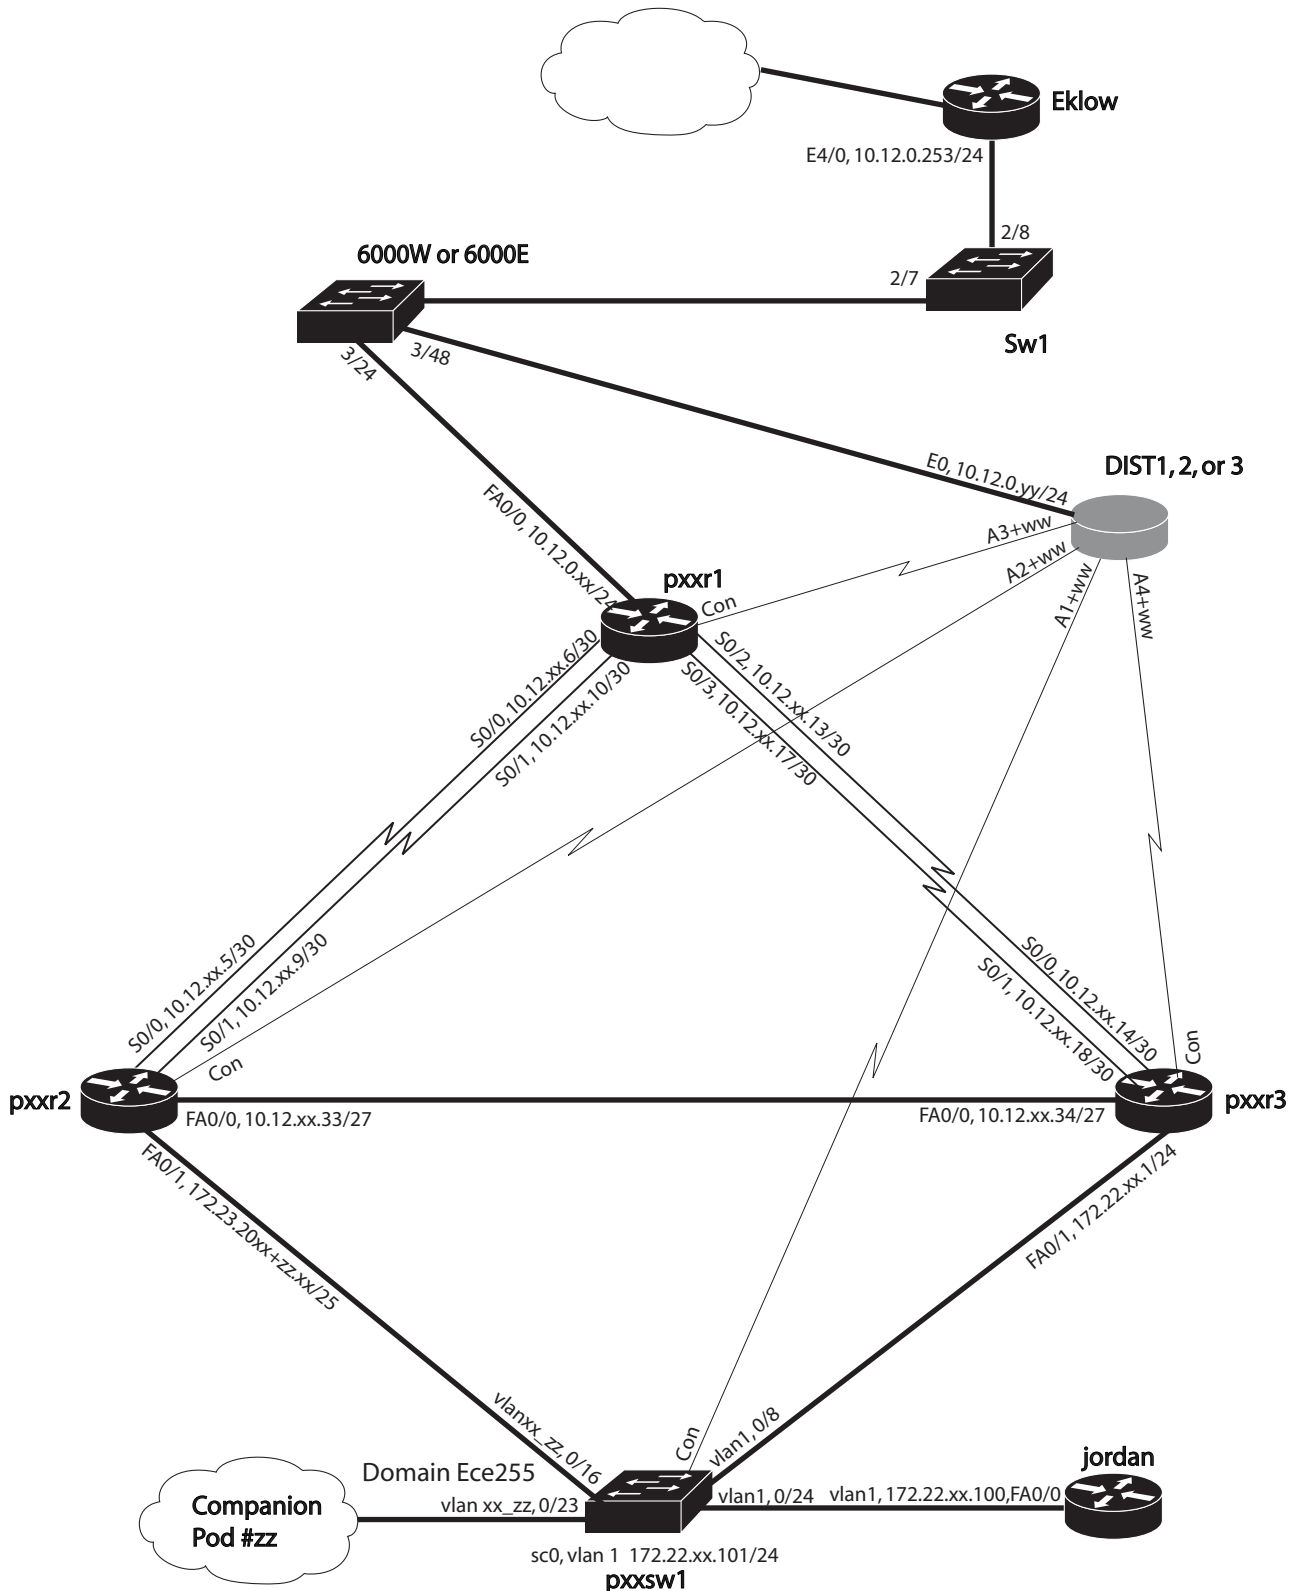 Eklow
E4/0, 10.12.0.253/24
2/8
6000W or 6000E
2/7
Sw1
3/24
3/48
DIST1, 2, or 3
E0, 10.12.0.yy/24
FA0/0, 10.12.0.xx/24
A3+ww
A2+ww
A1+ww
A4+ww
pxxr1
Con
S0/0, 10.12.xx.6/30
S0/1, 10.12.xx.10/30
S0/2, 10.12.xx.13/30
S0/3, 10.12.xx.17/30
S0/0, 10.12.xx.5/30
S0/1, 10.12.xx.9/30
Con
S0/0, 10.12.xx.14/30
S0/1, 10.12.xx.18/30
Con
pxxr2
FA0/0, 10.12.xx.33/27
FA0/0, 10.12.xx.34/27
pxxr3
FA0/1, 172.23.20xx+zz.xx/25
FA0/1, 172.22.xx.1/24
vlanxx_zz, 0/16
Con
vlan1, 0/8
jordan
Domain Ece255
Companion
Pod #zz
vlan xx_zz, 0/23
vlan1, 0/24
vlan1, 172.22.xx.100,FA0/0
sc0, vlan 1 172.22.xx.101/24
pxxsw1